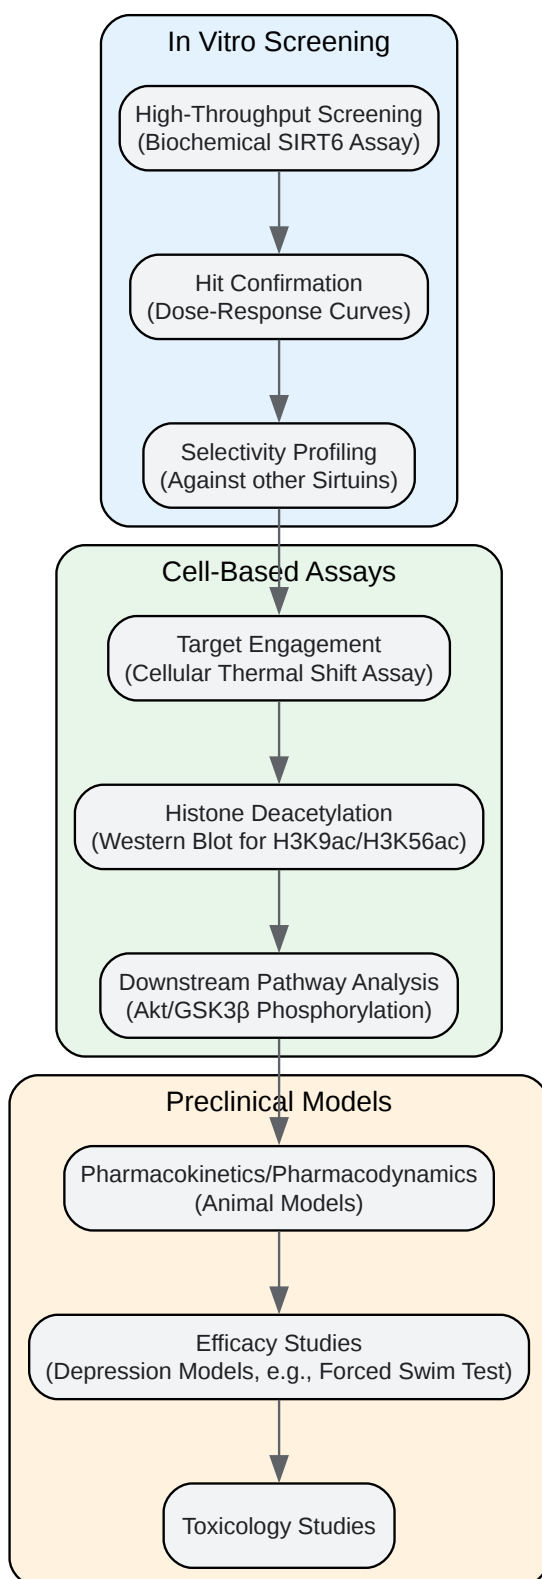 In Vitro Screening
High-Throughput Screening
(Biochemical SIRT6 Assay)
Hit Confirmation
(Dose-Response Curves)
Selectivity Profiling
(Against other Sirtuins)
Cell-Based Assays
Target Engagement
(Cellular Thermal Shift Assay)
Histone Deacetylation
(Western Blot for H3K9ac/H3K56ac)
Downstream Pathway Analysis
(Akt/GSK3β Phosphorylation)
Preclinical Models
Pharmacokinetics/Pharmacodynamics
(Animal Models)
Efficacy Studies
(Depression Models, e.g., Forced Swim Test)
Toxicology Studies